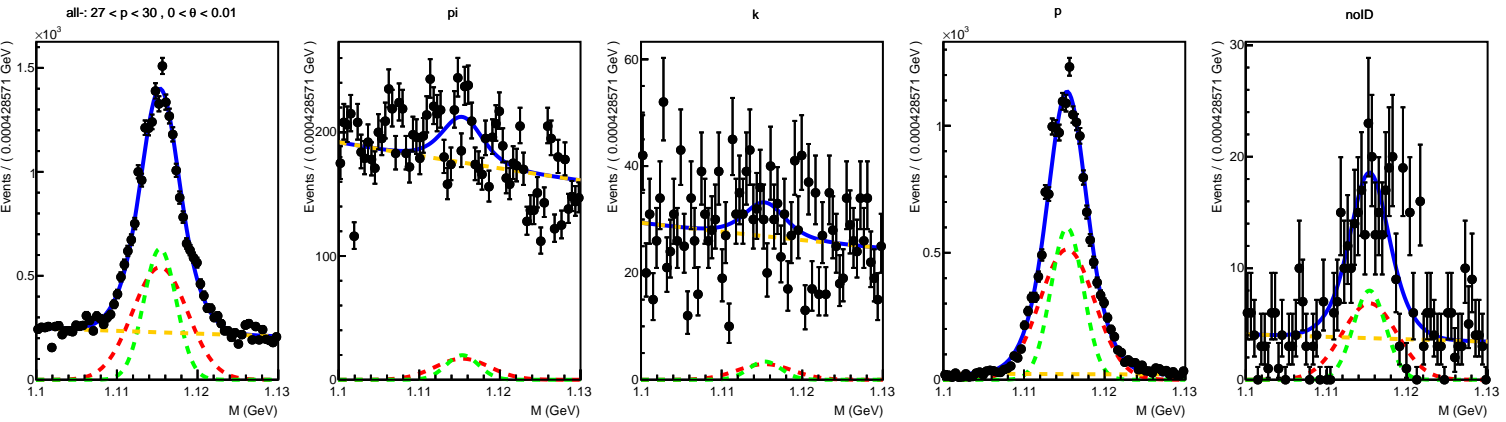 all-: 27 < p < 30 , 0 < θ < 0.01
×10³
Events / ( 0.000428571 GeV )
1.5
1
0.5
0
1.1
1.11
1.12
1.13
M (GeV)
pi
Events / ( 0.000428571 GeV )
200
100
0
1.1
1.11
1.12
1.13
M (GeV)
k
Events / ( 0.000428571 GeV )
60
40
20
0
1.1
1.11
1.12
1.13
M (GeV)
p
×10³
Events / ( 0.000428571 GeV )
1
0.5
0
1.1
1.11
1.12
1.13
M (GeV)
noID
Events / ( 0.000428571 GeV )
30
20
10
0
1.1
1.11
1.12
1.13
M (GeV)